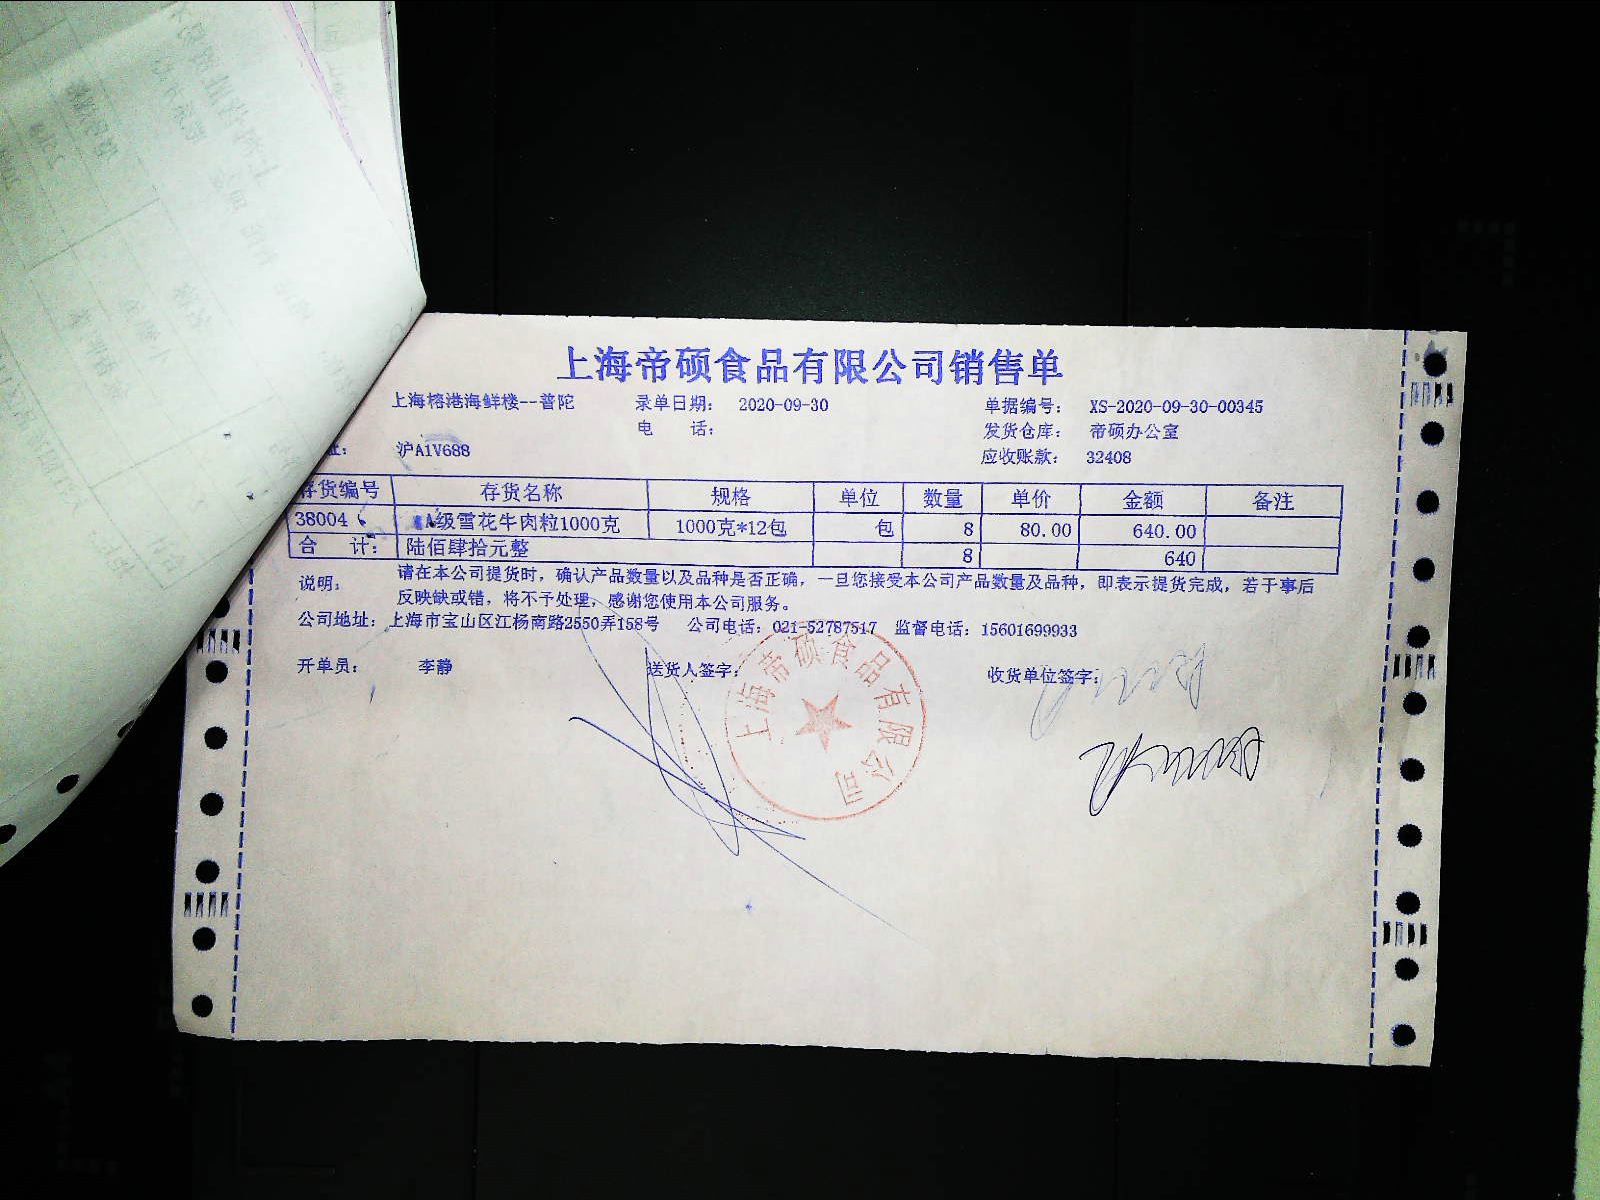 上海帝硕食品有限公司销售单
上海榕港海鲜楼--普陀 录单日期： 2020-09-30 单据编号： XS-2020-09-30-00345
电 话： 发货仓库： 帝硕办公室
址： 沪A1V688 应收账款： 32408
存货编号 存货名称 规格 单位 数量 单价 金额 备注
38004 A级雪花牛肉粒1000克 1000克*12包 包 8 80.00 640.00
合 计： 陆佰肆拾元整 8 640
说明： 请在本公司提货时，确认产品数量以及品种是否正确，一旦您接受本公司产品数量及品种，即表示提货完成，若于事后
反映缺或错，将不予处理，感谢您使用本公司服务。
公司地址： 上海市宝山区江杨南路2550弄158号 公司电话：021-52787517 监督电话：15601699933
开单员： 李静 送货人签字： 收货单位签字：
上海帝硕食品有限公司